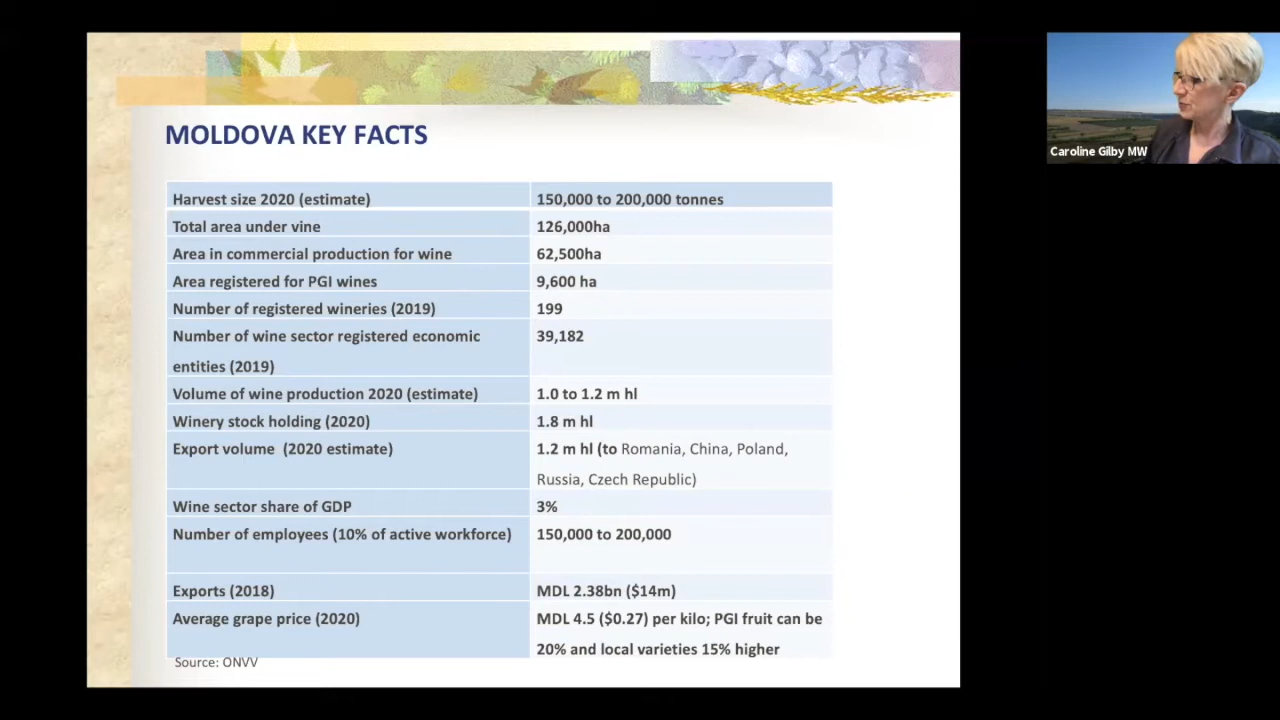 MOLDOVA KEY FACTS
Harvest size 2020 (estimate) 150,000 to 200,000 tonnes
Total area under vine 126,000ha
Area in commercial production for wine 62,500ha
Area registered for PGI wines 9,600 ha
Number of registered wineries (2019) 199
Number of wine sector registered economic 39,182
entities (2019)
Volume of wine production 2020 (estimate) 1.0 to 1.2 m hl
Winery stock holding (2020) 1.8 m hl
Export volume (2020 estimate) 1.2 m hl (to Romania, China, Poland,
Russia, Czech Republic)
Wine sector share of GDP 3%
Number of employees (10% of active workforce) 150,000 to 200,000
Exports (2018) MDL 2.38bn ($14m)
Average grape price (2020) MDL 4.5 ($0.27) per kilo; PGI fruit can be
20% and local varieties 15% higher
Source: ONVV
Caroline Gilby MW